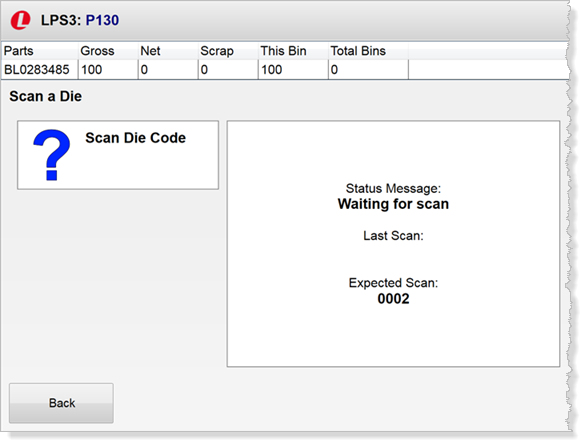 L LPS3: P130
Parts Gross Net Scrap This Bin Total Bins
BL0283485 100 0 0 100 0
Scan a Die
? Scan Die Code
Status Message:
Waiting for scan
Last Scan:
Expected Scan:
0002
Back